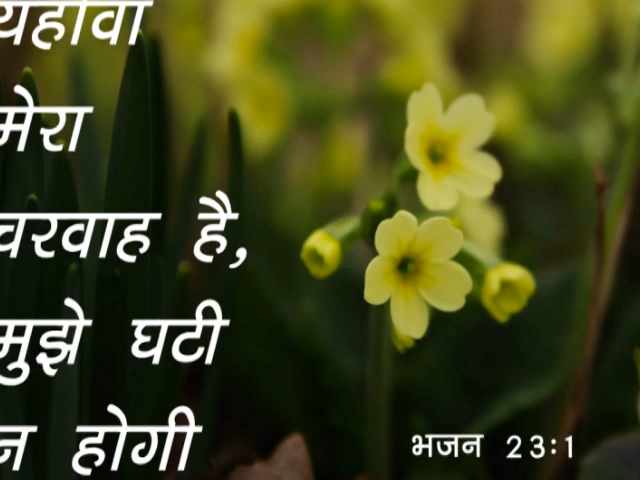 यहोवा
मेरा
चरवाह है,
मुझे घटी
न होगी
भजन 23:1